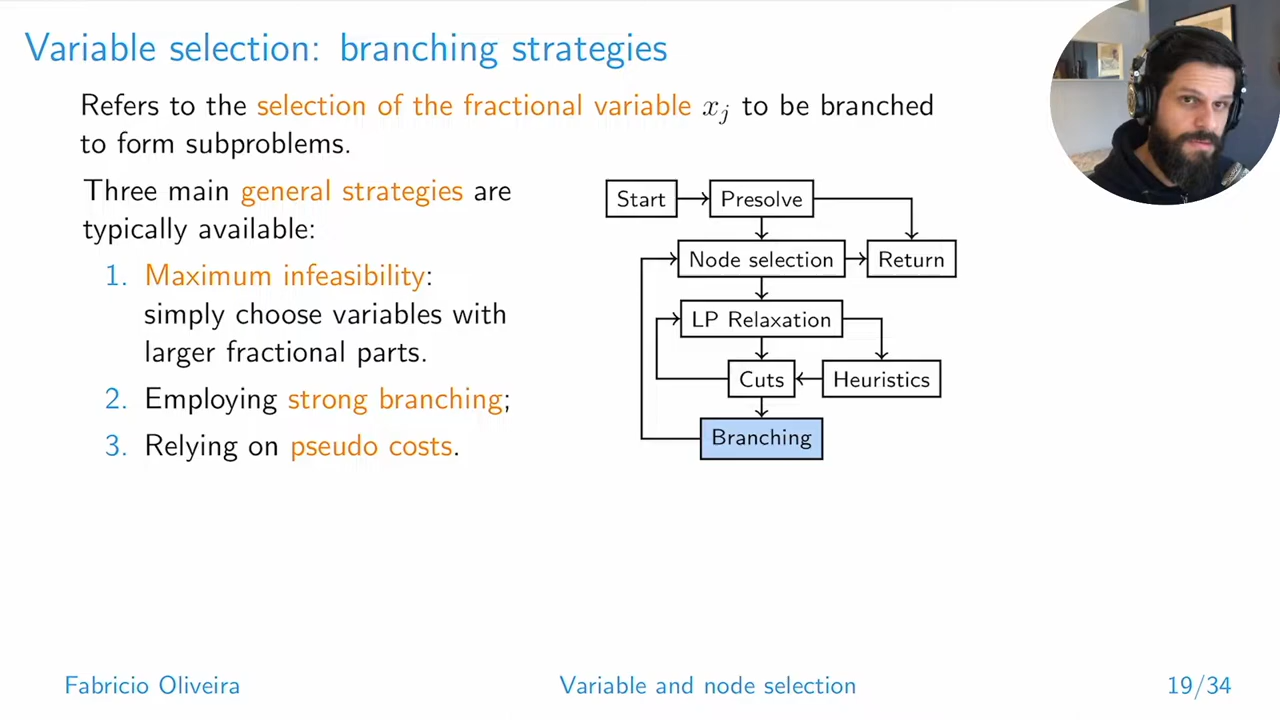 Variable selection: branching strategies
Refers to the selection of the fractional variable xⱼ to be branched
to form subproblems.
Three main general strategies are
typically available:
1. Maximum infeasibility:
simply choose variables with
larger fractional parts.
2. Employing strong branching;
3. Relying on pseudo costs.
Start
Presolve
Node selection
Return
LP Relaxation
Cuts
Heuristics
Branching
Fabricio Oliveira
Variable and node selection
19/34